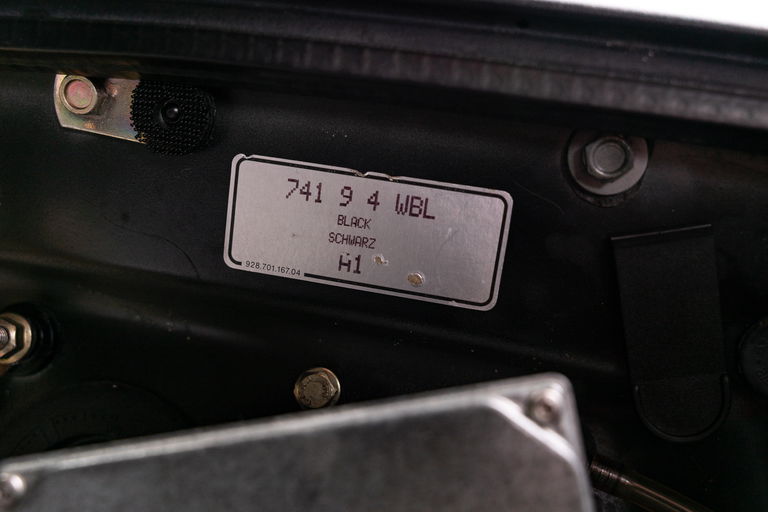 741 9 4 WBL
BLACK
SCHWARZ
H1
928.701.167.04